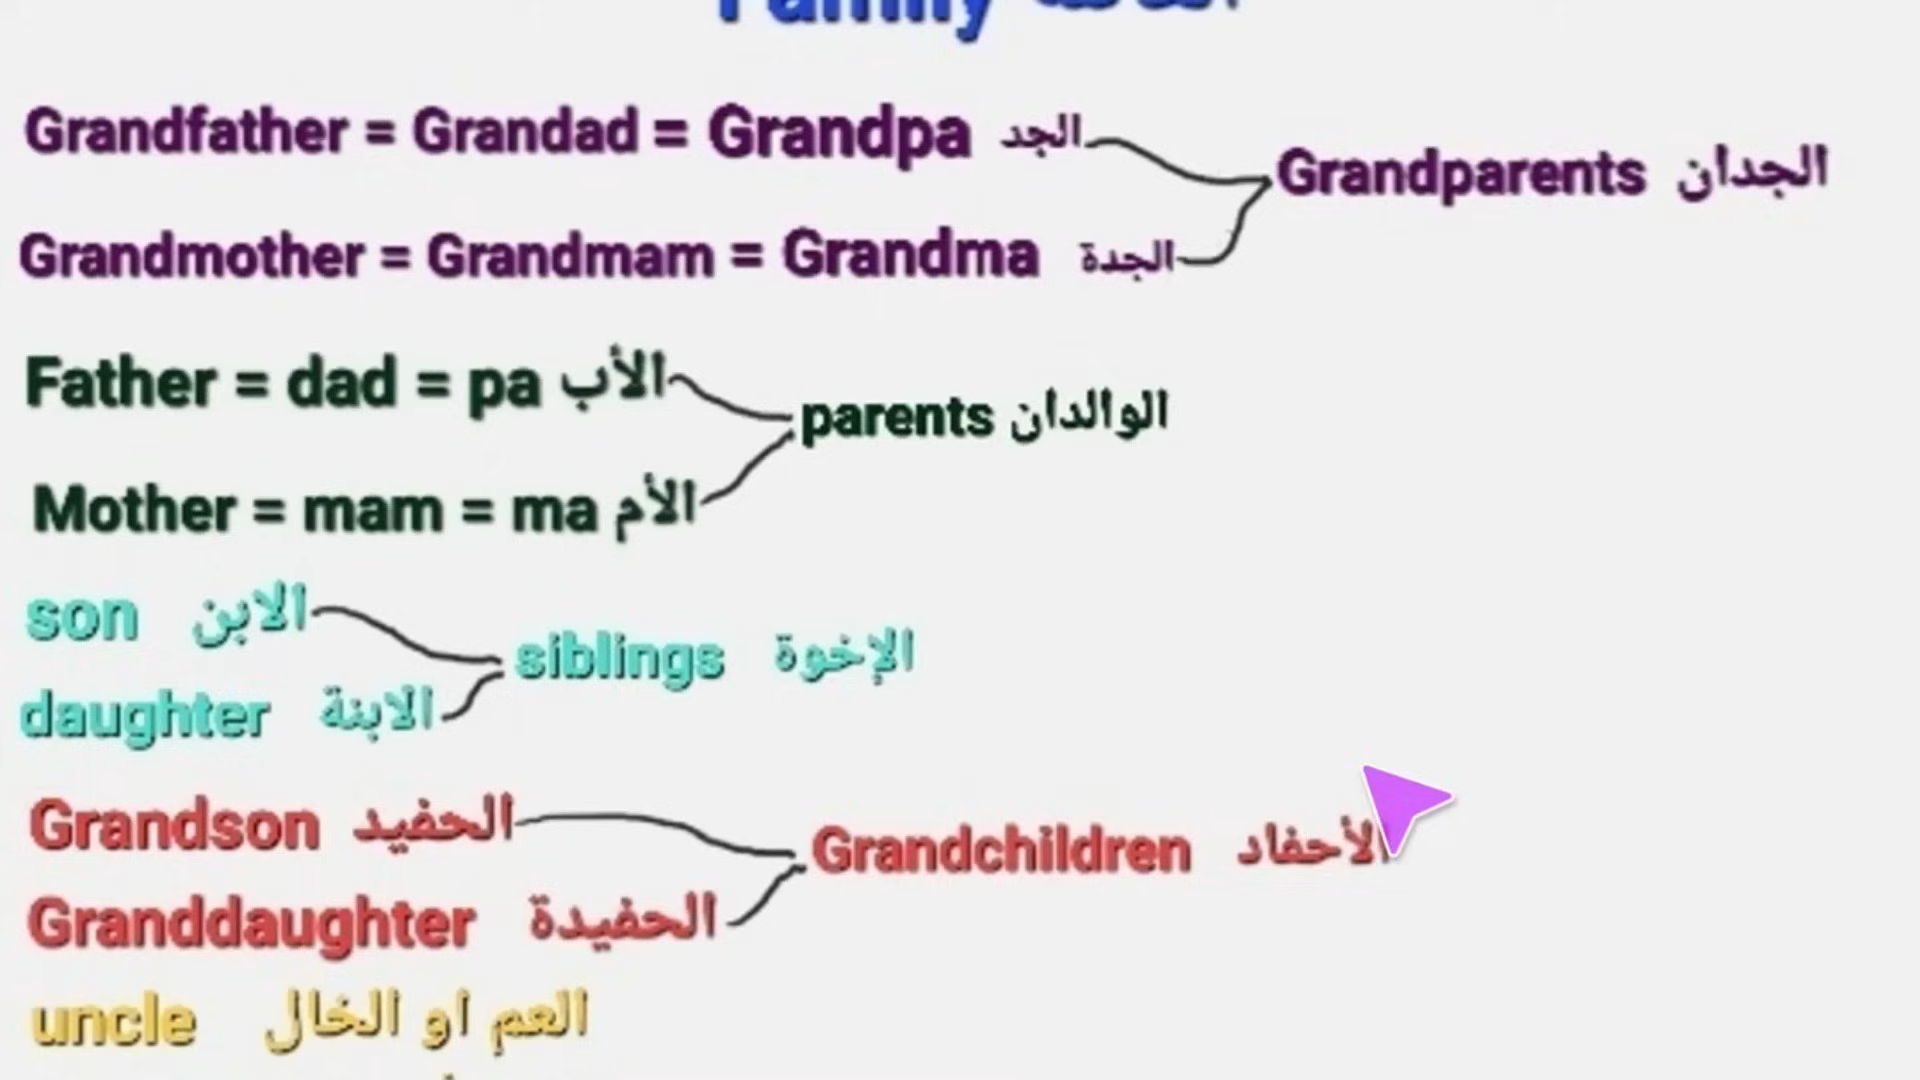 Family
Grandfather = Grandad = Grandpa الجد
Grandparents الجدان
Grandmother = Grandmam = Grandma الجدة
Father = dad = pa الأب
parents الوالدان
Mother = mam = ma الأم
son الابن
siblings الإخوة
daughter الابنة
Grandson الحفيد
Grandchildren الأحفاد
Granddaughter الحفيدة
uncle العم او الخال